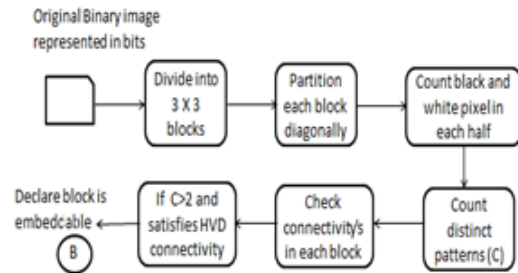 Original Binary image
represented in bits
Divide into
3 X 3
blocks
Partition
each block
diagonally
Count black and
white pixel in
each half
Count
distinct
patterns (C)
Check
connectivity's
in each block
If C>2 and
satisfies HVD
connectivity
Declare block is
embeddable
B